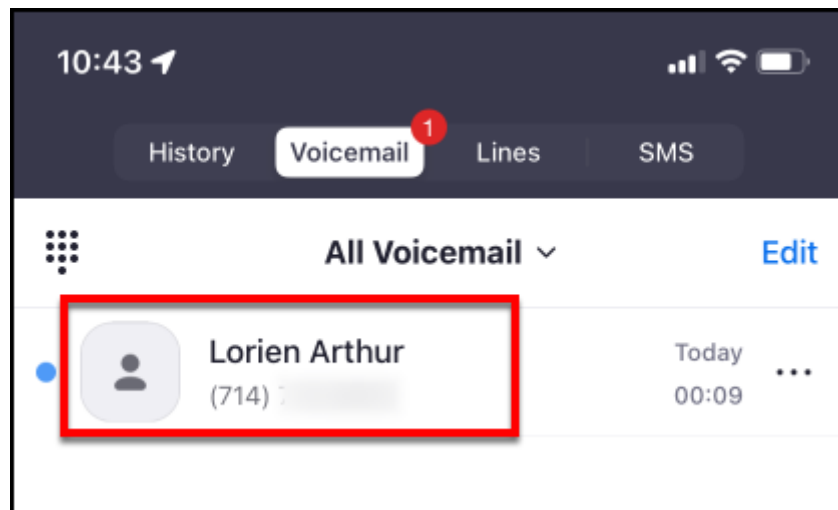 10:43
History Voicemail 1 Lines SMS
All Voicemail Edit
Lorien Arthur Today
(714) 00:09